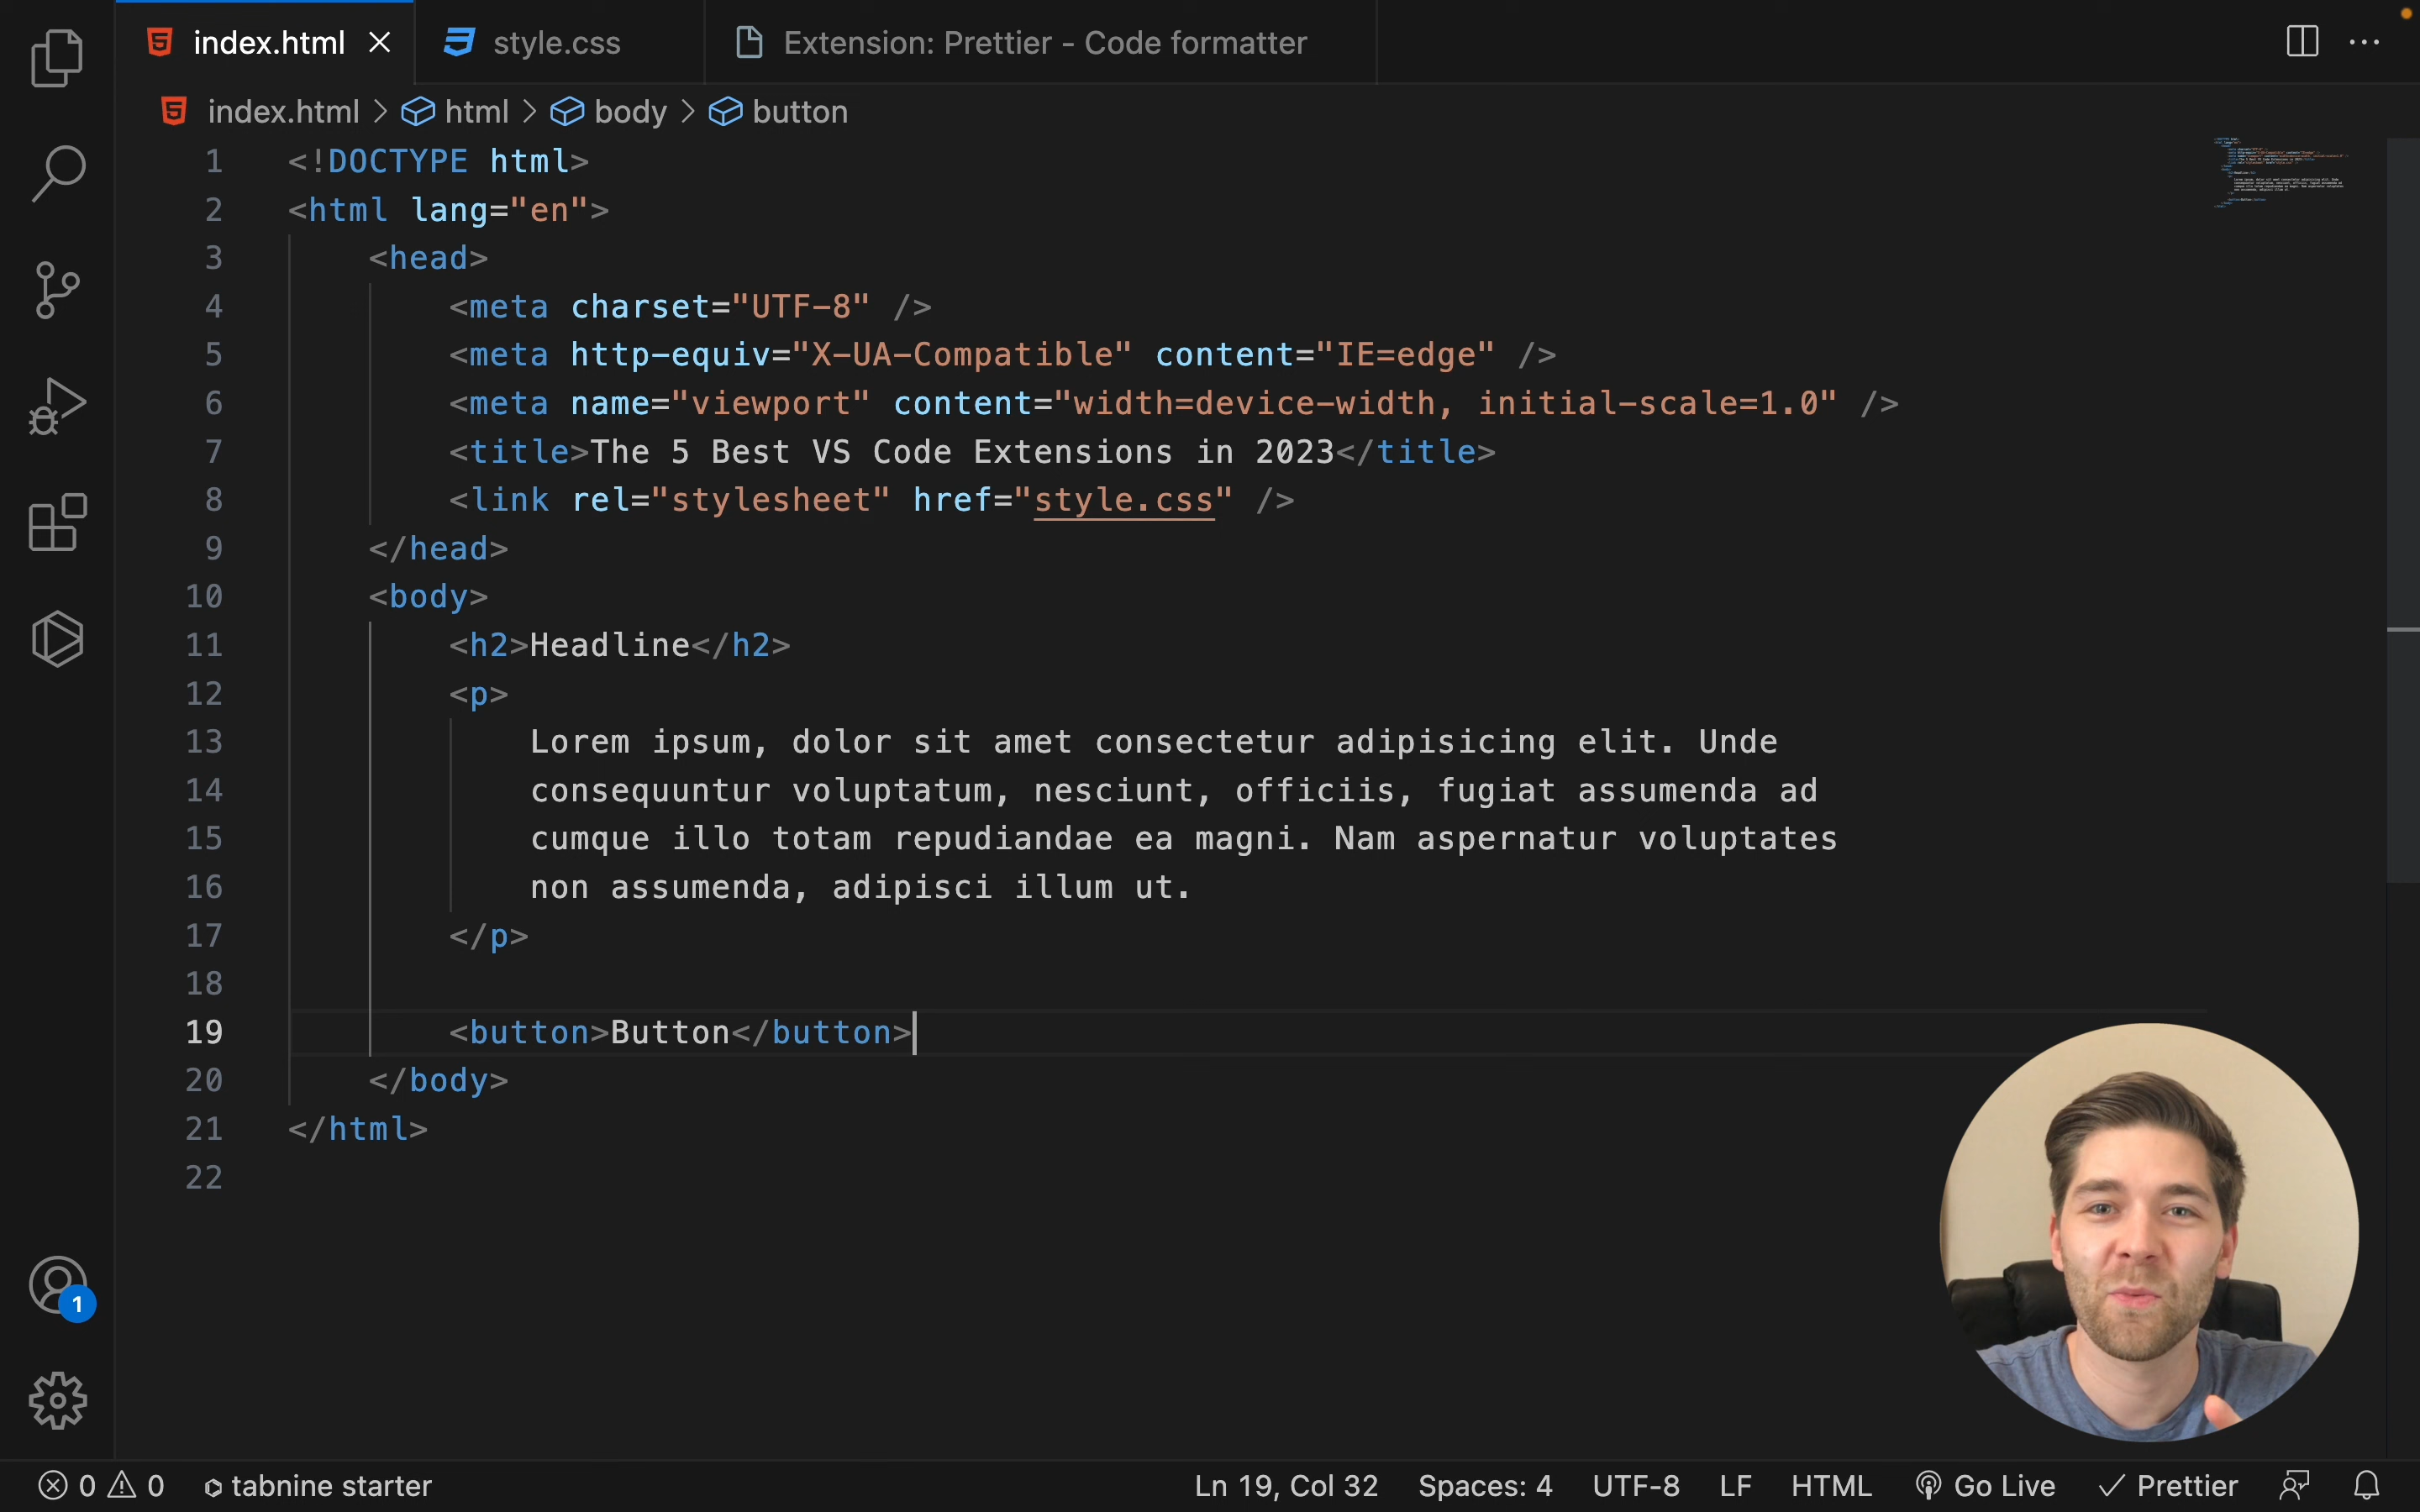 index.html
style.css
Extension: Prettier - Code formatter
index.html > html > body > button
1 <!DOCTYPE html>
2 <html lang="en">
3 <head>
4 <meta charset="UTF-8" />
5 <meta http-equiv="X-UA-Compatible" content="IE=edge" />
6 <meta name="viewport" content="width=device-width, initial-scale=1.0" />
7 <title>The 5 Best VS Code Extensions in 2023</title>
8 <link rel="stylesheet" href="style.css" />
9 </head>
10 <body>
11 <h2>Headline</h2>
12 <p>
13 Lorem ipsum, dolor sit amet consectetur adipisicing elit. Unde
14 consequuntur voluptatum, nesciunt, officiis, fugiat assumenda ad
15 cumque illo totam repudiandae ea magni. Nam aspernatur voluptates
16 non assumenda, adipisci illum ut.
17 </p>
18
19 <button>Button</button>
20 </body>
21 </html>
22
1
0 0 tabnine starter Ln 19, Col 32 Spaces: 4 UTF-8 LF HTML Go Live Prettier